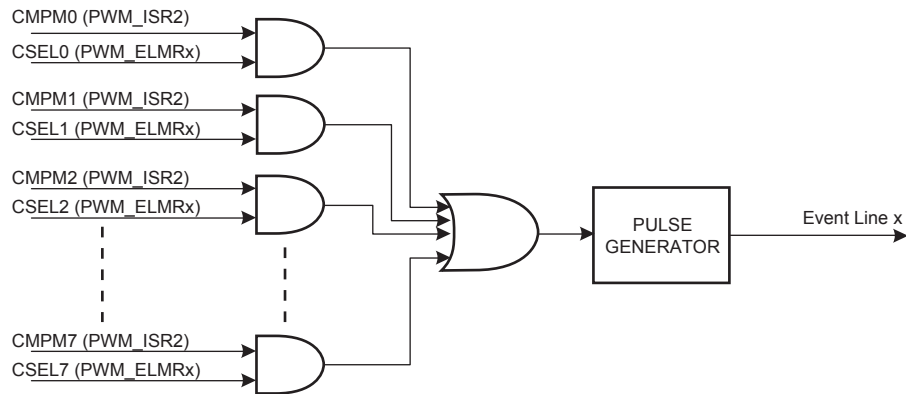 CMPM0 (PWM_ISR2)
CSEL0 (PWM_ELMRx)
CMPM1 (PWM_ISR2)
CSEL1 (PWM_ELMRx)
CMPM2 (PWM_ISR2)
CSEL2 (PWM_ELMRx)
CMPM7 (PWM_ISR2)
CSEL7 (PWM_ELMRx)
PULSE
GENERATOR
Event Line x